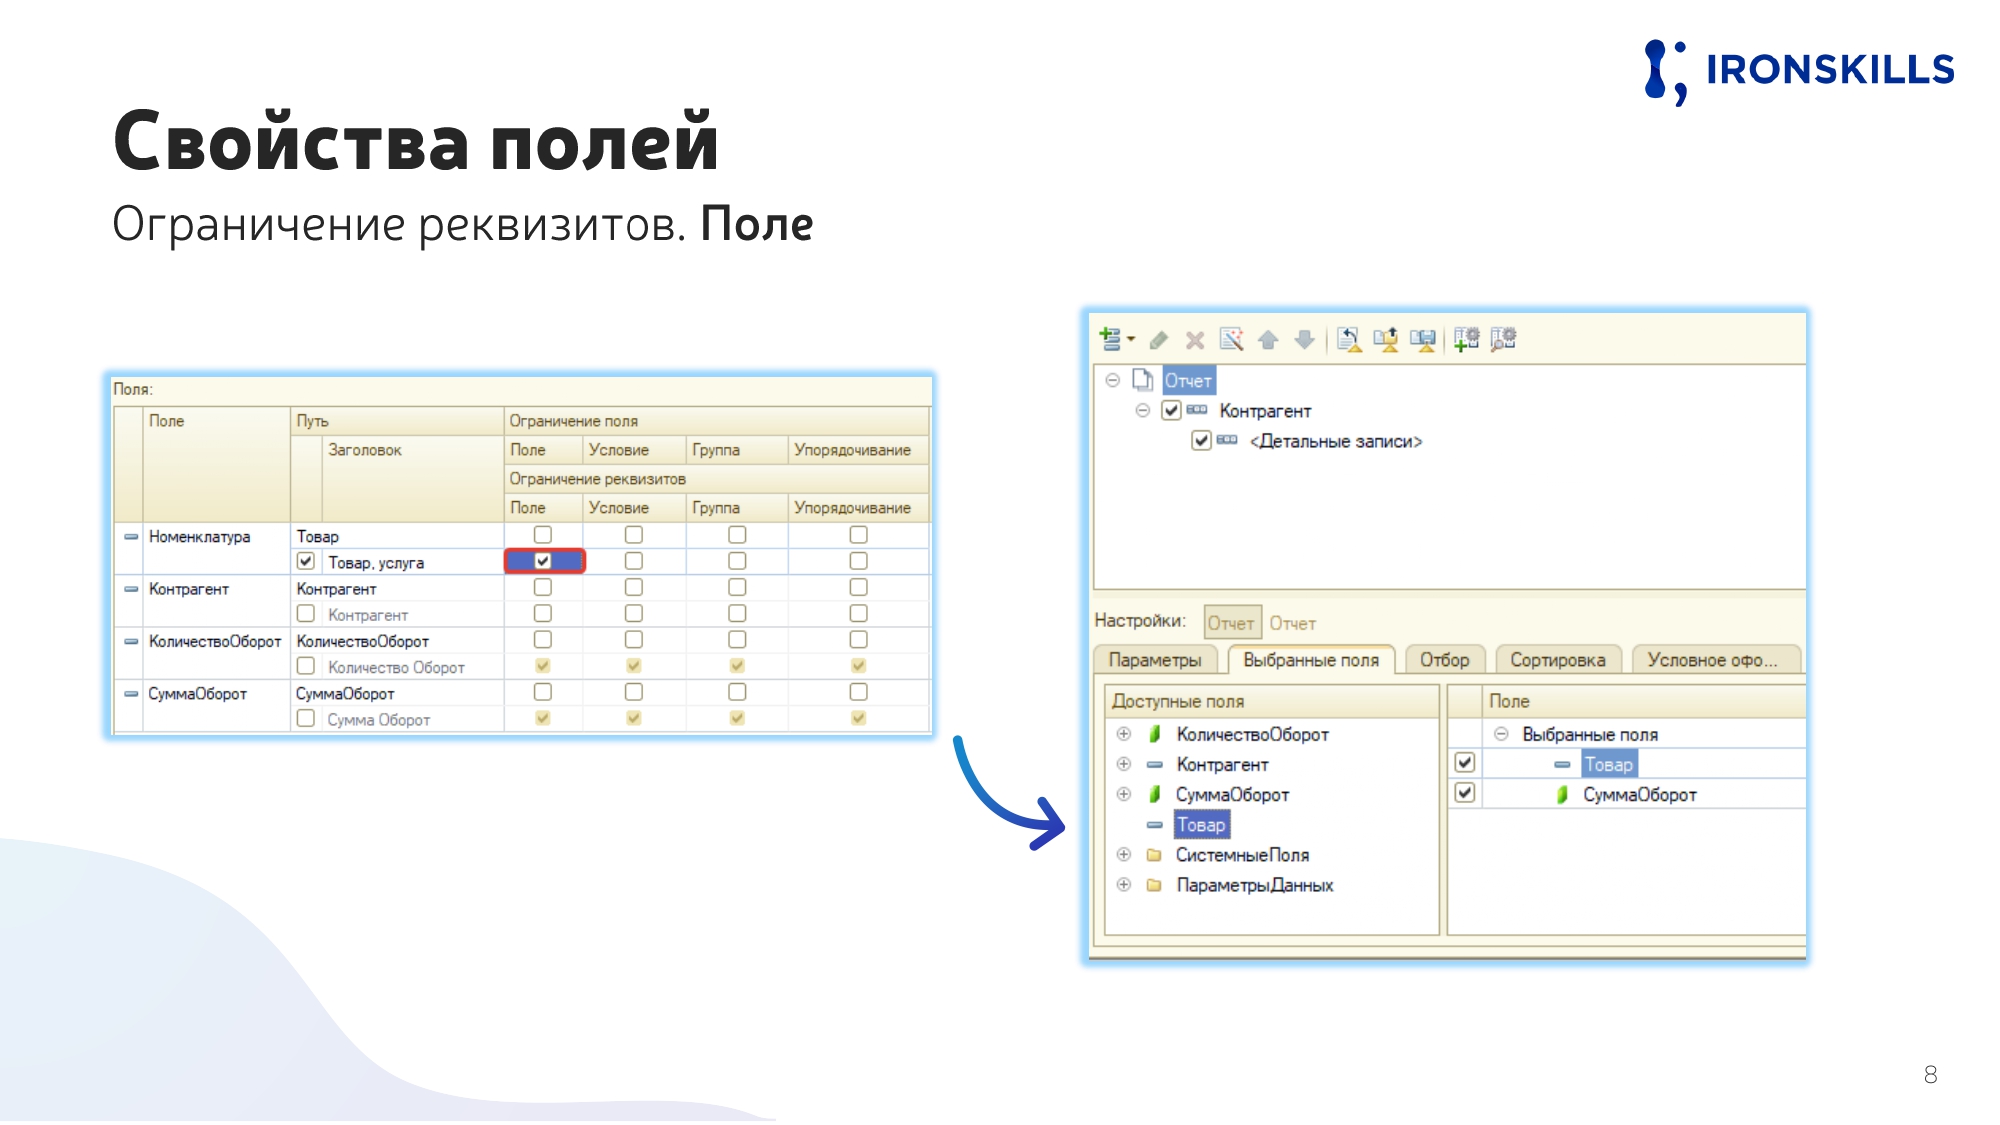 IRONSKILLS
Свойства полей
Ограничение реквизитов. Поле
Поля:
Поле Путь Ограничение поля
Заголовок Поле Условие Группа Упорядочивание
Ограничение реквизитов
Поле Условие Группа Упорядочивание
Номенклатура Товар
Товар, услуга
Контрагент Контрагент
Контрагент
КоличествоОборот КоличествоОборот
Количество Оборот
СуммаОборот СуммаОборот
Сумма Оборот
Отчет
Контрагент
<Детальные записи>
Настройки: Отчет Отчет
Параметры Выбранные поля Отбор Сортировка Условное офо...
Доступные поля
КоличествоОборот
Контрагент
СуммаОборот
Товар
СистемныеПоля
ПараметрыДанных
Поле
Выбранные поля
Товар
СуммаОборот
8